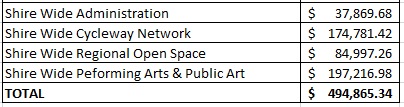 Shire Wide Administration $ 37,869.68
Shire Wide Cycleway Network $ 174,781.42
Shire Wide Regional Open Space $ 84,997.26
Shire Wide Peforming Arts & Public Art $ 197,216.98
TOTAL $ 494,865.34